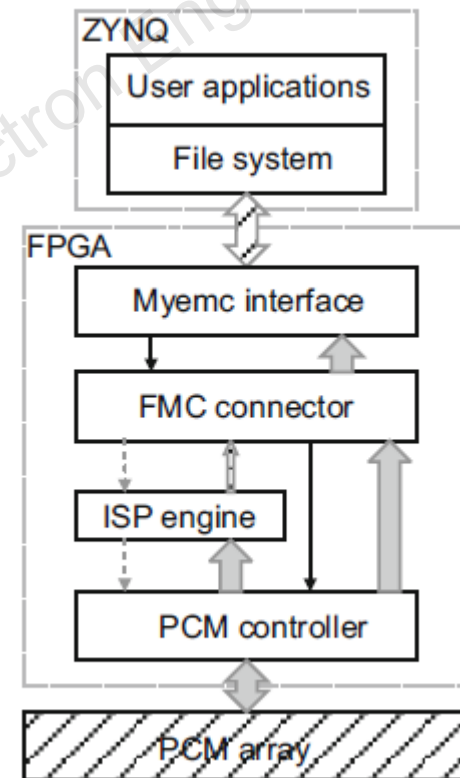 ZYNQ
User applications
File system
FPGA
Myemc interface
FMC connector
ISP engine
PCM controller
PCM array